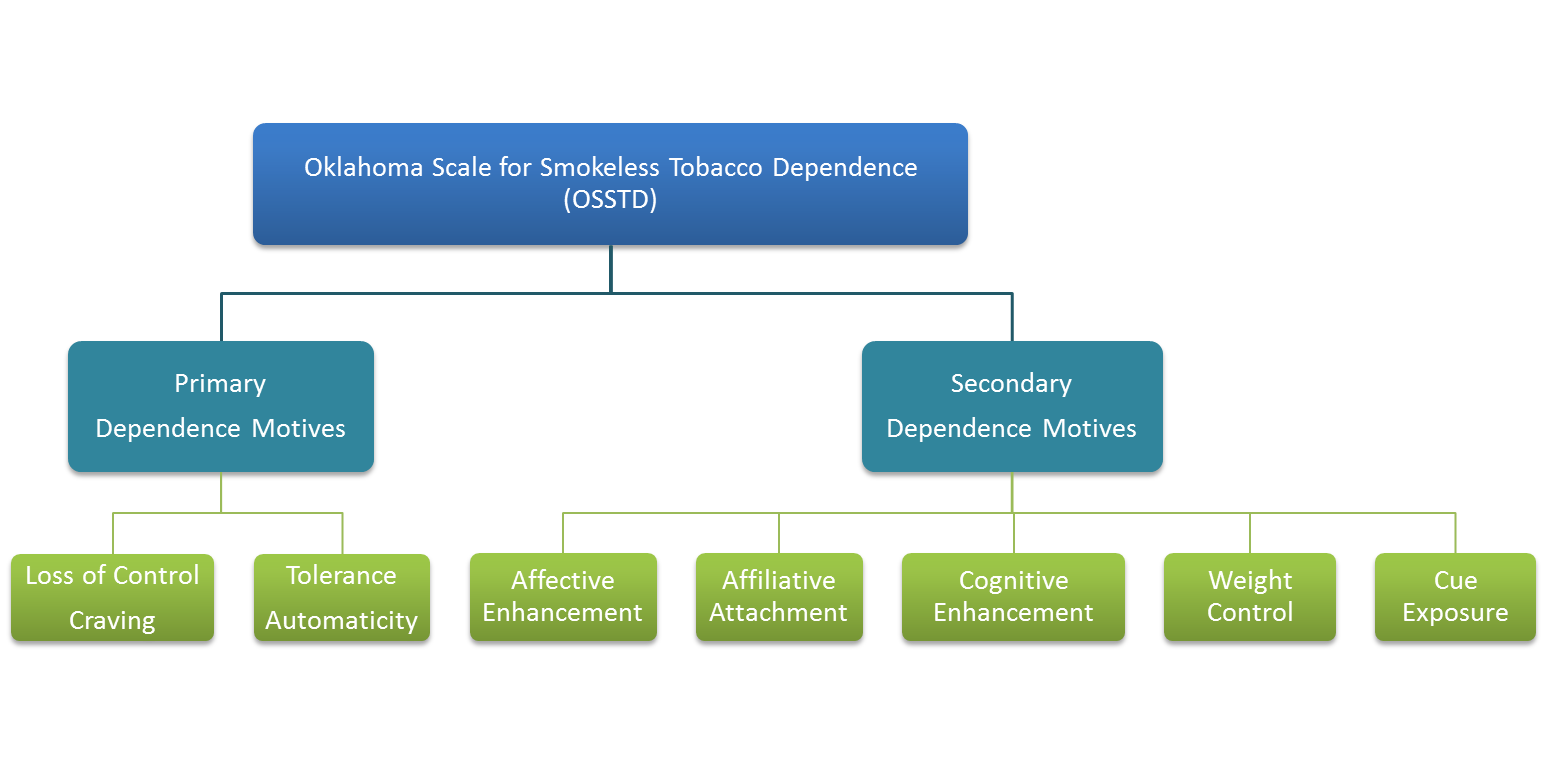 Oklahoma Scale for Smokeless Tobacco Dependence
(OSSTD)
Primary
Dependence Motives
Secondary
Dependence Motives
Loss of Control
Craving
Tolerance
Automaticity
Affective
Enhancement
Affiliative
Attachment
Cognitive
Enhancement
Weight
Control
Cue
Exposure